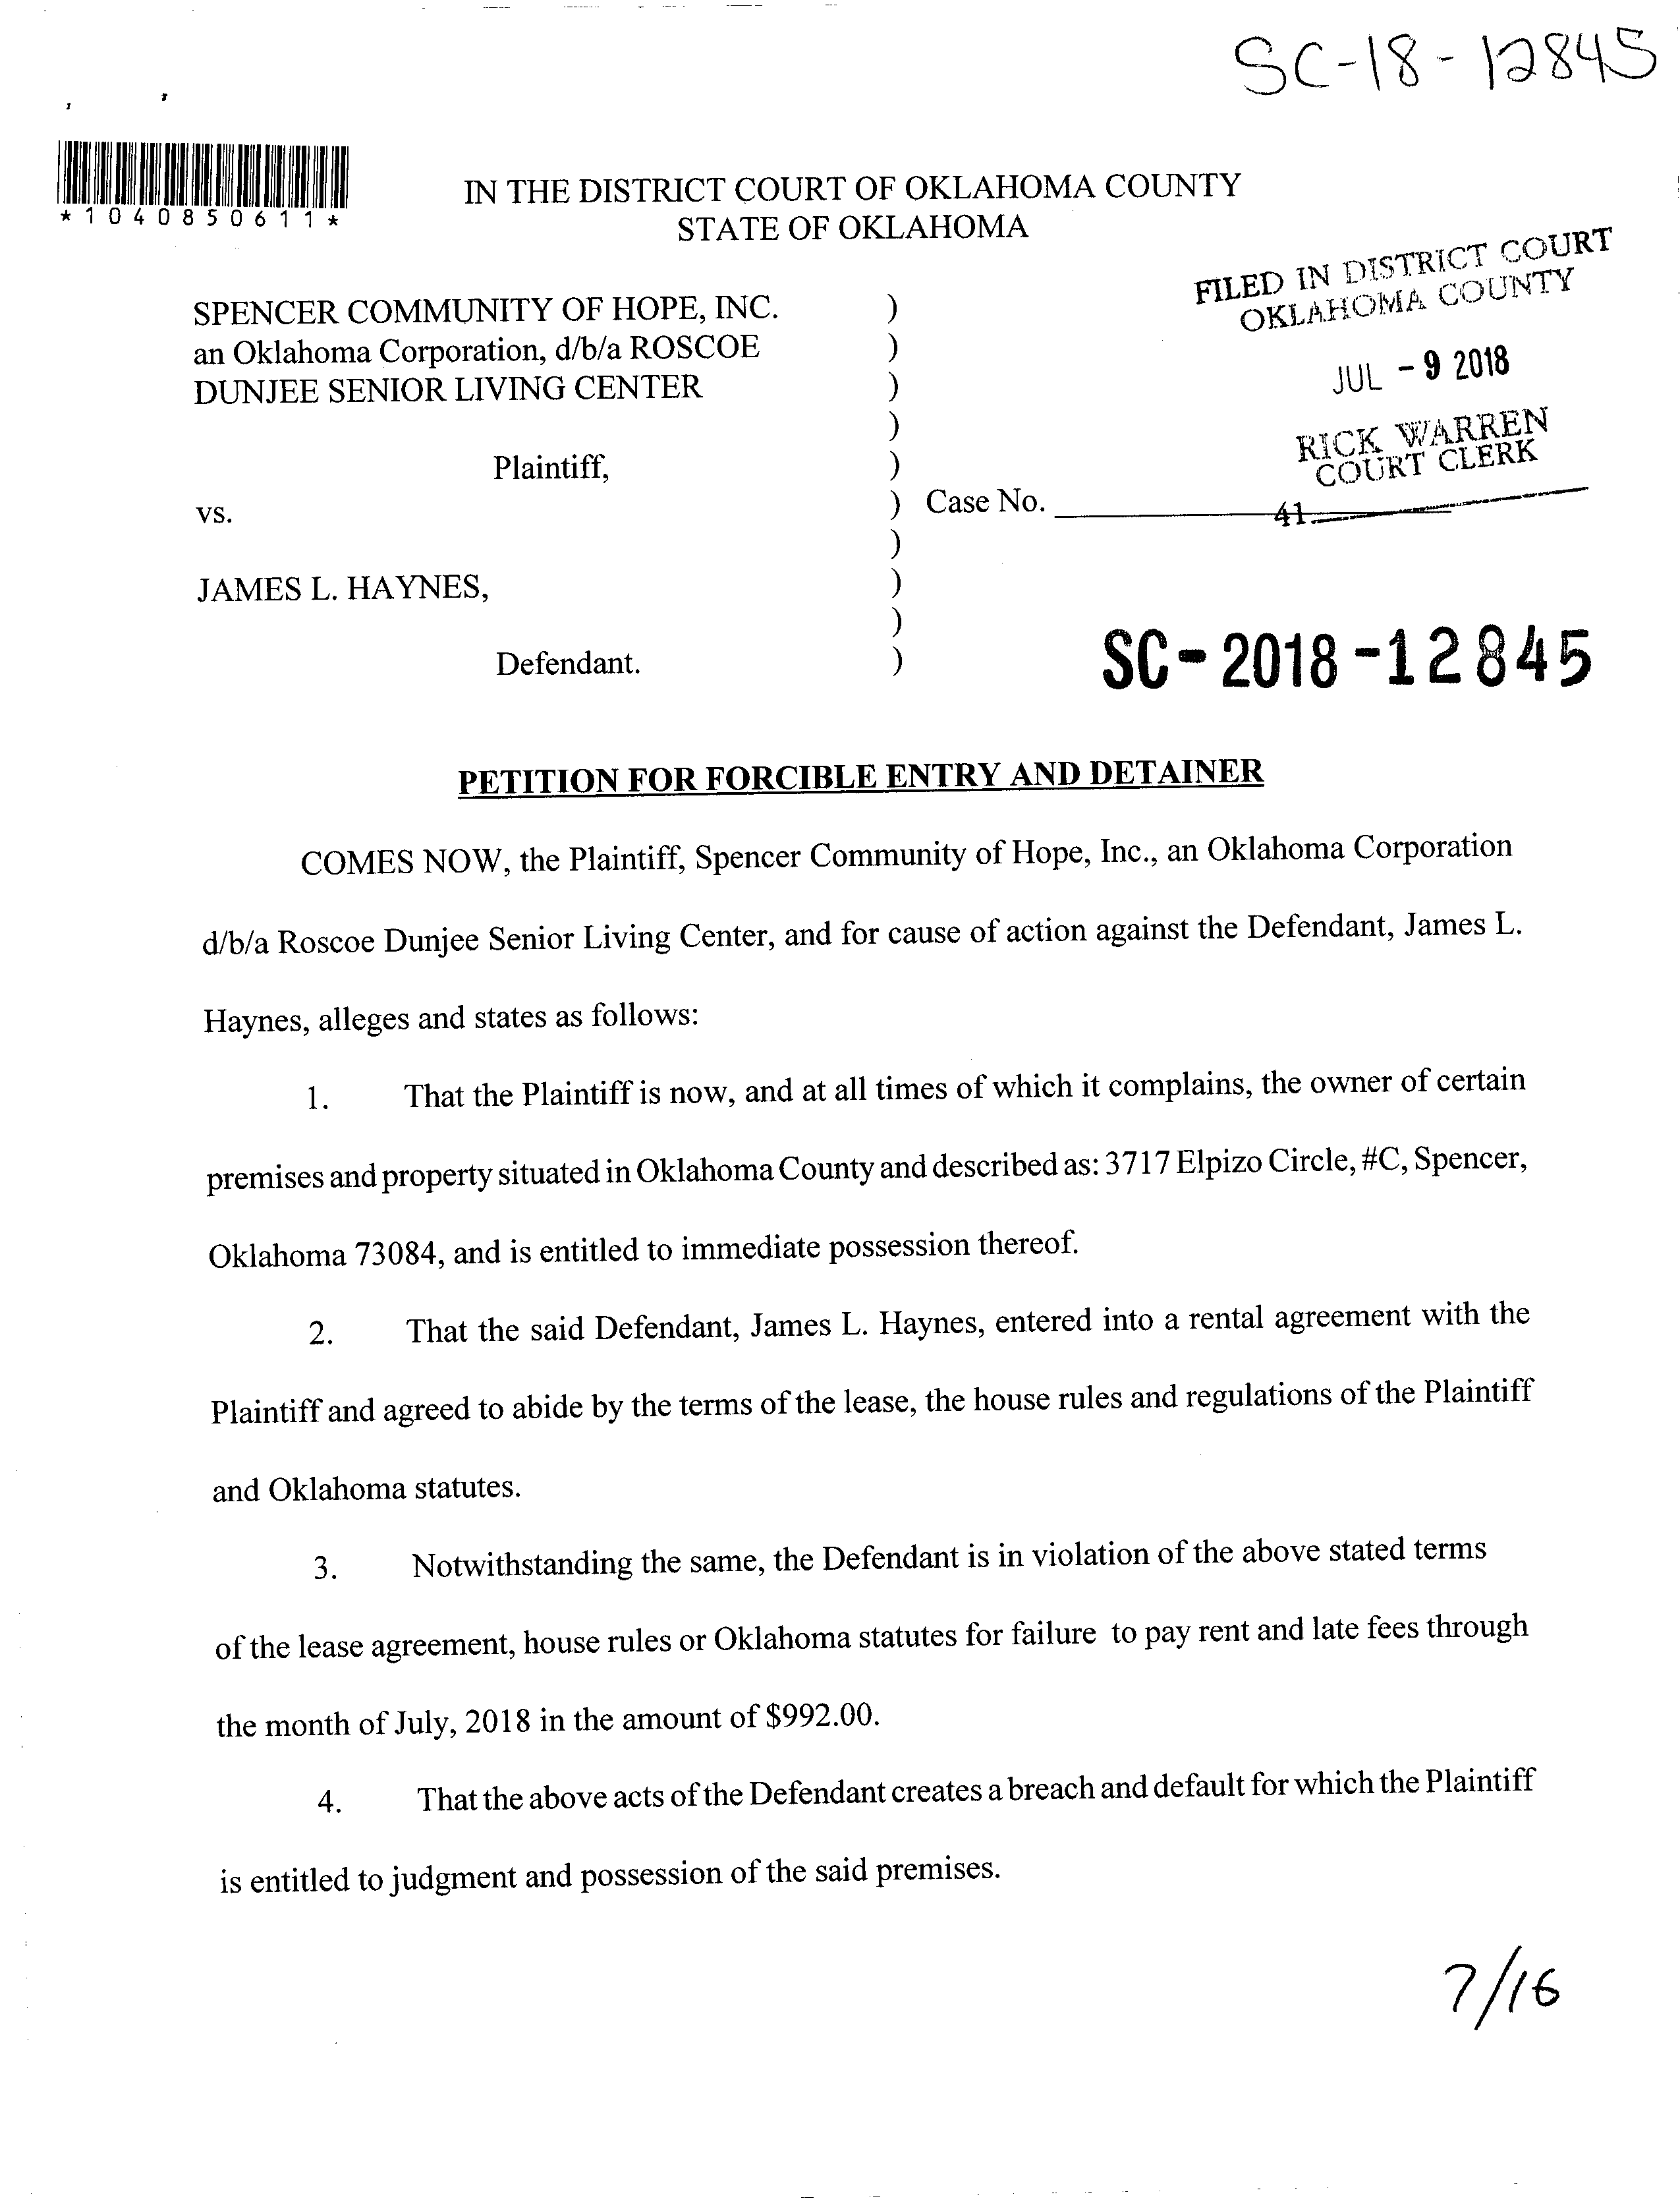 SC-18-12845
*1040850611*
IN THE DISTRICT COURT OF OKLAHOMA COUNTY
STATE OF OKLAHOMA
FILED IN DISTRICT COURT
OKLAHOMA COUNTY
JUL - 9 2018
RICK WARREN
COURT CLERK
41
SPENCER COMMUNITY OF HOPE, INC. )
an Oklahoma Corporation, d/b/a ROSCOE )
DUNJEE SENIOR LIVING CENTER )
)
Plaintiff, )
vs. ) Case No.
)
JAMES L. HAYNES, )
)
Defendant. )
SC-2018-12845
PETITION FOR FORCIBLE ENTRY AND DETAINER
COMES NOW, the Plaintiff, Spencer Community of Hope, Inc., an Oklahoma Corporation
d/b/a Roscoe Dunjee Senior Living Center, and for cause of action against the Defendant, James L.
Haynes, alleges and states as follows:
1. That the Plaintiff is now, and at all times of which it complains, the owner of certain
premises and property situated in Oklahoma County and described as: 3717 Elpizo Circle, #C, Spencer,
Oklahoma 73084, and is entitled to immediate possession thereof.
2. That the said Defendant, James L. Haynes, entered into a rental agreement with the
Plaintiff and agreed to abide by the terms of the lease, the house rules and regulations of the Plaintiff
and Oklahoma statutes.
3. Notwithstanding the same, the Defendant is in violation of the above stated terms
of the lease agreement, house rules or Oklahoma statutes for failure to pay rent and late fees through
the month of July, 2018 in the amount of $992.00.
4. That the above acts of the Defendant creates a breach and default for which the Plaintiff
is entitled to judgment and possession of the said premises.
7/16